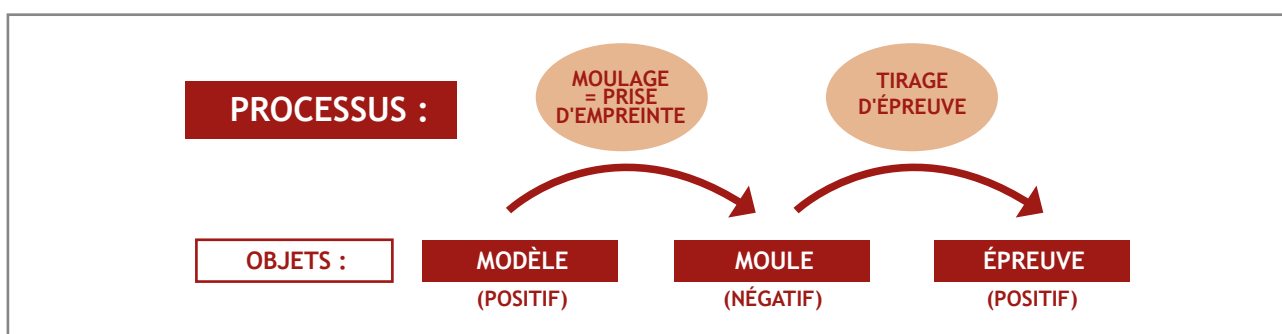 PROCESSUS :
MOULAGE
= PRISE
D'EMPREINTE
TIRAGE
D'ÉPREUVE
OBJETS :
MODÈLE
MOULE
ÉPREUVE
(POSITIF)
(NÉGATIF)
(POSITIF)